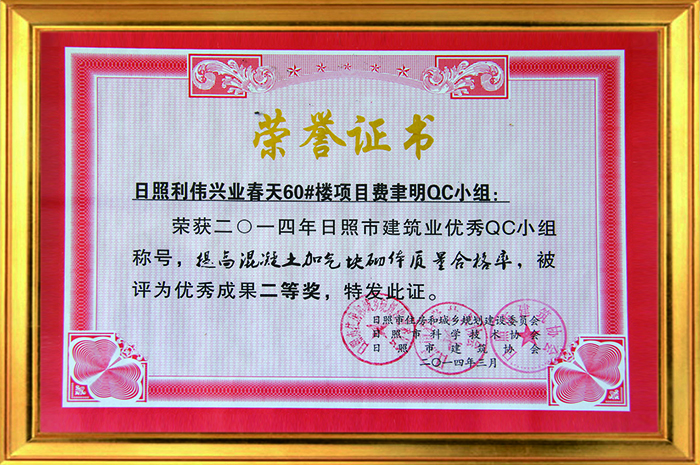 荣誉证书
日照利伟兴业春天60#楼项目费聿明QC小组：
荣获二〇一四年日照市建筑业优秀QC小组
称号，提高混凝土加气块砌体质量合格率，被
评为优秀成果二等奖，特发此证。
日照市住房和城乡规划建设委员会
日照市科学技术协会
日照市建筑协会
二〇一四年三月